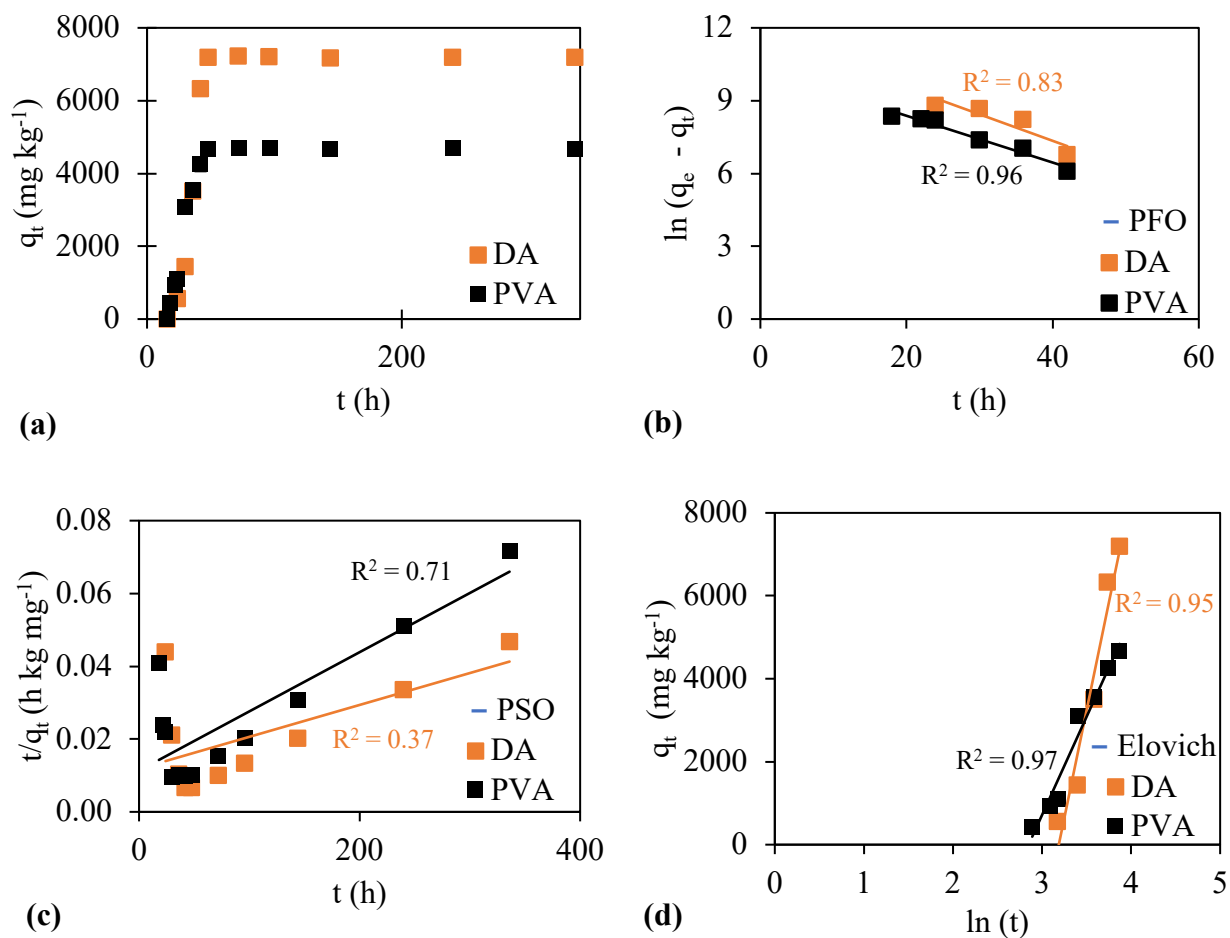 8000
6000
4000
2000
0
qt (mg kg-1)
DA
PVA
0
200
t (h)
(a)
12
9
6
3
0
ln (qe - qt)
R2 = 0.83
R2 = 0.96
PFO
DA
PVA
0
20
40
60
t (h)
(b)
0.08
0.06
0.04
0.02
0.00
t/qt (h kg mg-1)
R2 = 0.71
R2 = 0.37
PSO
DA
PVA
0
200
400
t (h)
(c)
8000
6000
4000
2000
0
qt (mg kg-1)
R2 = 0.95
R2 = 0.97
Elovich
DA
PVA
0
1
2
3
4
5
ln (t)
(d)